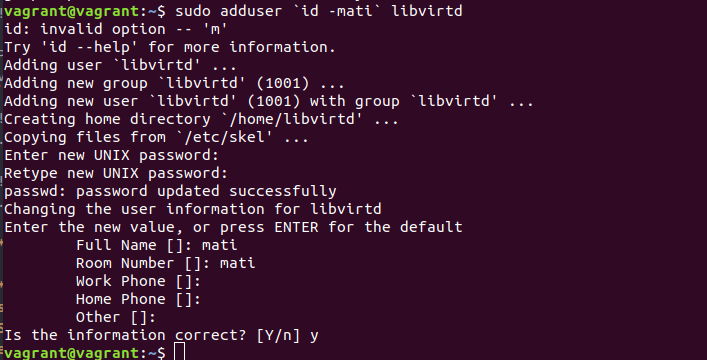 vagrant@vagrant:~$ sudo adduser `id -mati` libvirtd
id: invalid option -- 'm'
Try 'id --help' for more information.
Adding user `libvirtd' ...
Adding new group `libvirtd' (1001) ...
Adding new user `libvirtd' (1001) with group `libvirtd' ...
Creating home directory `/home/libvirtd' ...
Copying files from `/etc/skel' ...
Enter new UNIX password:
Retype new UNIX password:
passwd: password updated successfully
Changing the user information for libvirtd
Enter the new value, or press ENTER for the default
Full Name []: mati
Room Number []: mati
Work Phone []:
Home Phone []:
Other []:
Is the information correct? [Y/n] y
vagrant@vagrant:~$